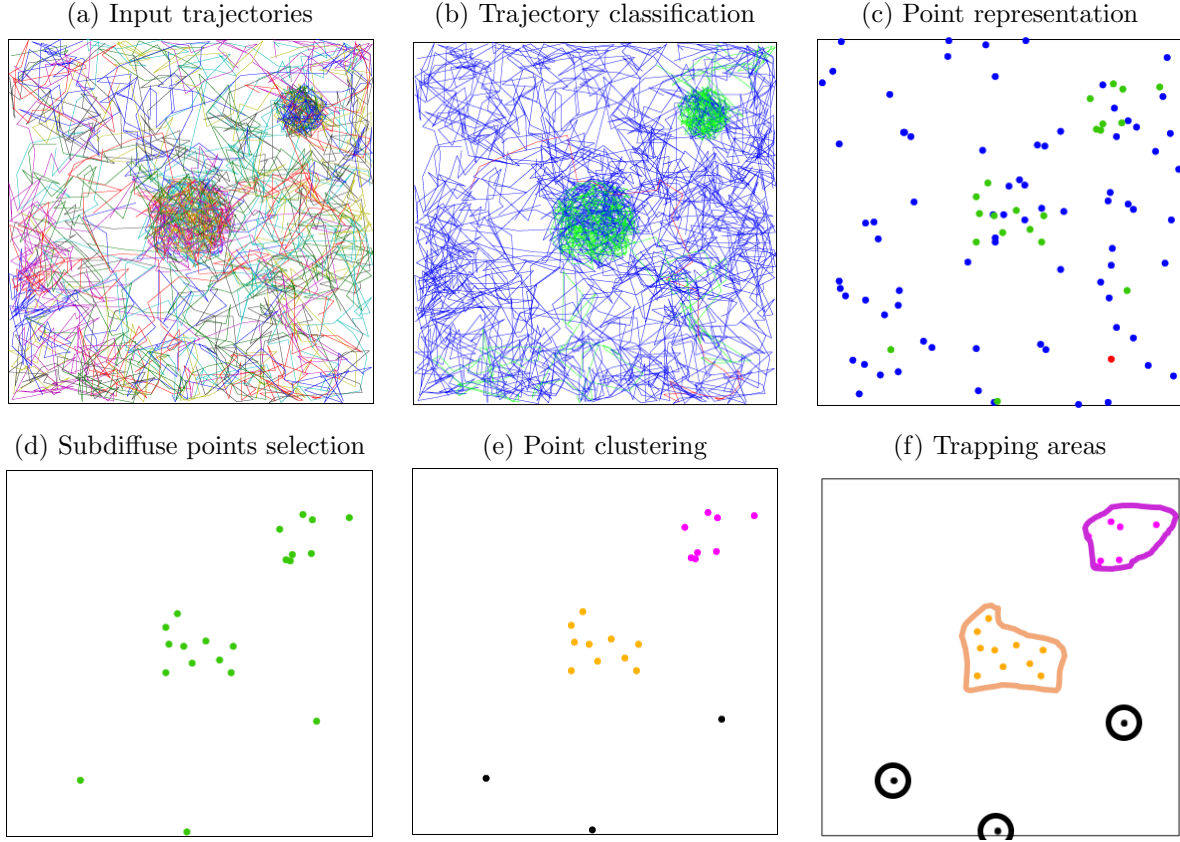 (a) Input trajectories
(b) Trajectory classification
(c) Point representation
(d) Subdiffuse points selection
(e) Point clustering
(f) Trapping areas